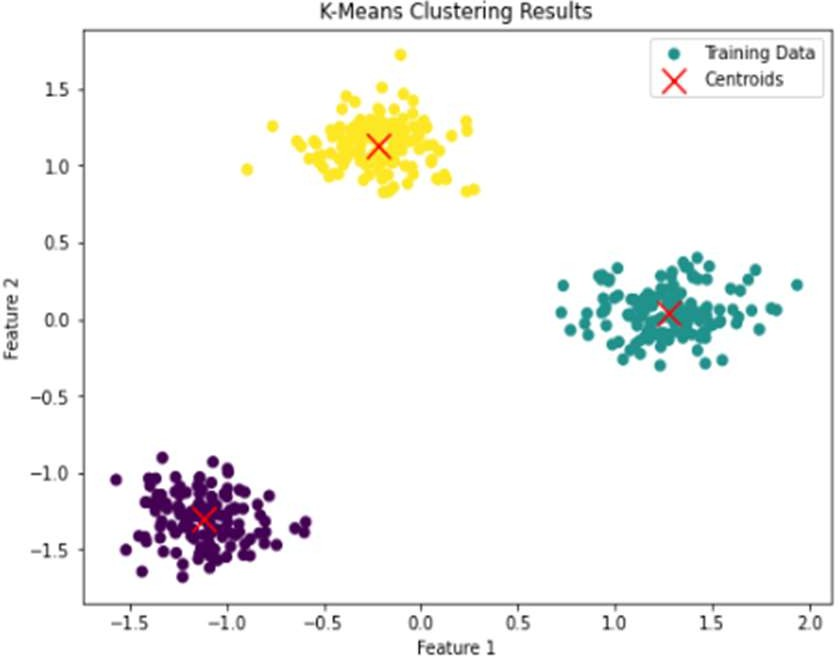 K-Means Clustering Results
Training Data
Centroids
1.5
1.0
0.5
0.0
−0.5
−1.0
−1.5
Feature 2
−1.5 −1.0 −0.5 0.0 0.5 1.0 1.5 2.0
Feature 1